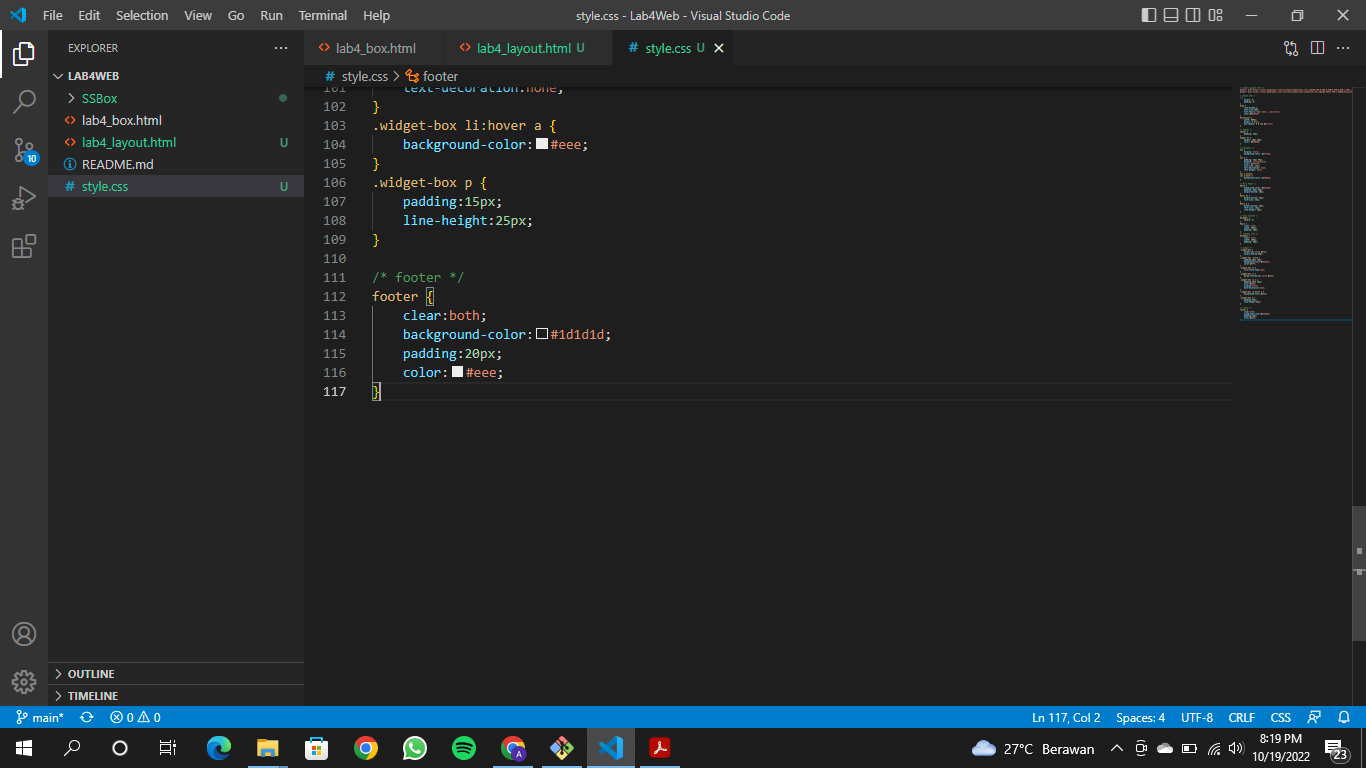 File Edit Selection View Go Run Terminal Help
style.css - Lab4Web - Visual Studio Code
EXPLORER
LAB4WEB
SSBox
lab4_box.html
lab4_layout.html U
README.md
style.css U
OUTLINE
TIMELINE
10
lab4_box.html
lab4_layout.html U
# style.css U
# style.css > footer
101 text-decoration:none;
102 }
103 .widget-box li:hover a {
104 background-color: #eee;
105 }
106 .widget-box p {
107 padding:15px;
108 line-height:25px;
109 }
110
111 /* footer */
112 footer {
113 clear:both;
114 background-color: #1d1d1d;
115 padding:20px;
116 color: #eee;
117 }
main* 0 0
Ln 117, Col 2 Spaces: 4 UTF-8 CRLF CSS
27°C Berawan
8:19 PM
10/19/2022
23